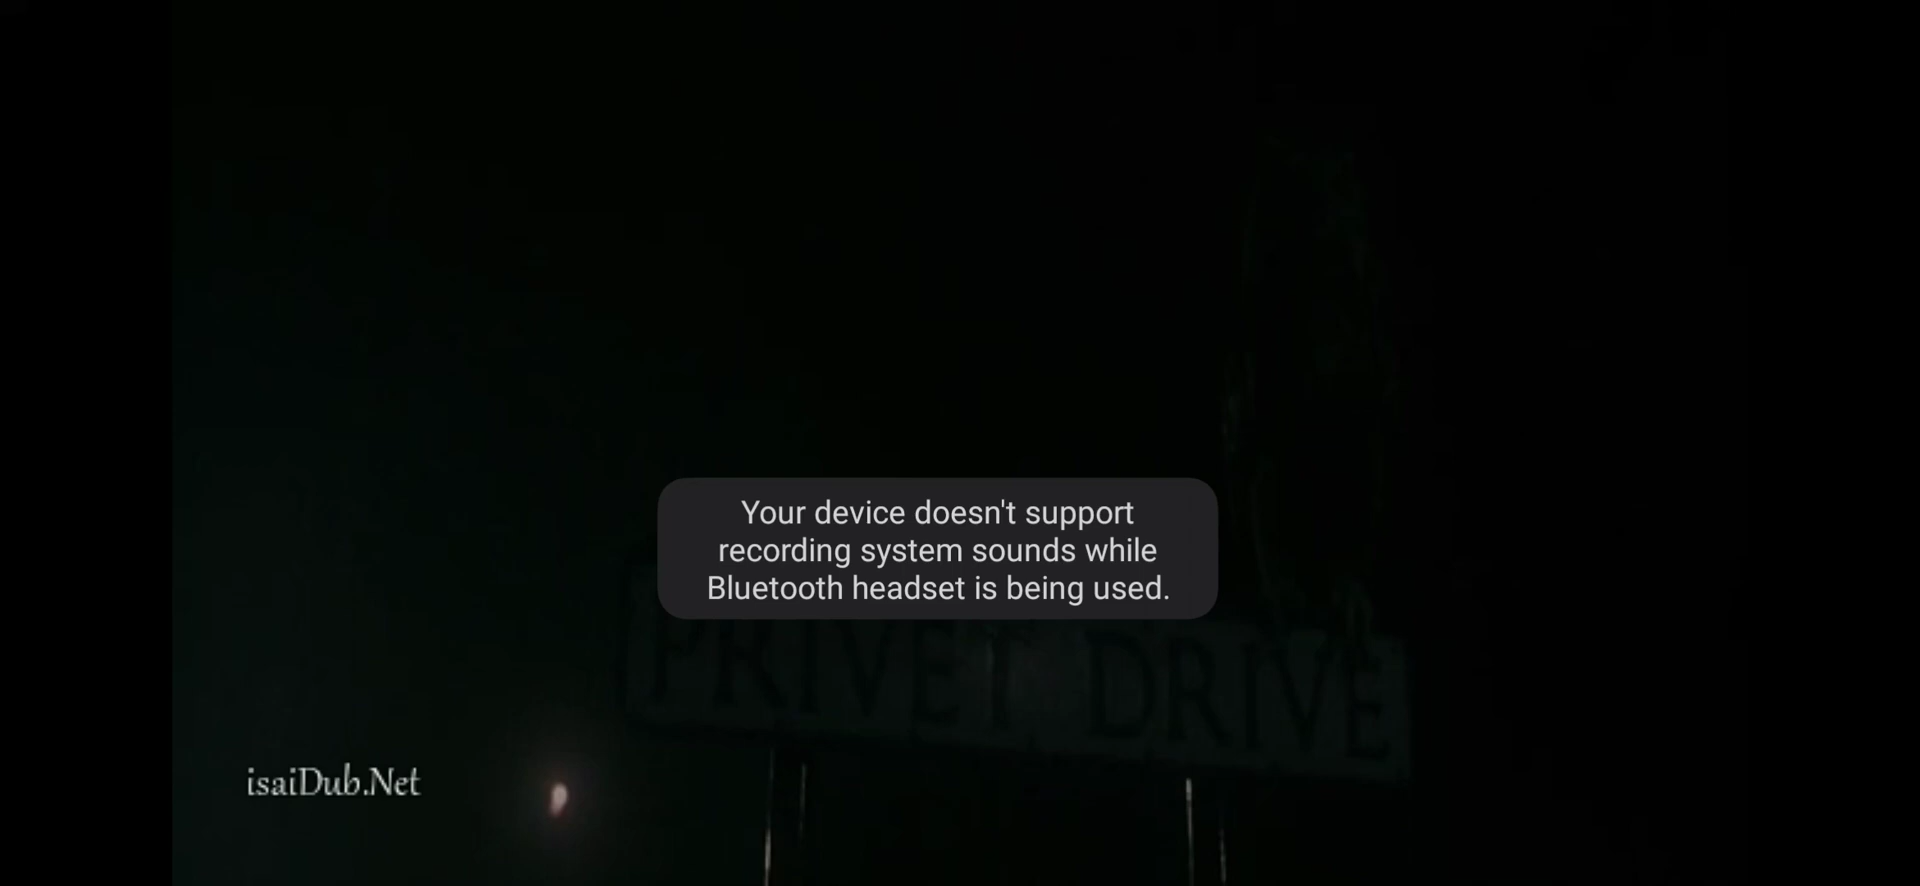 Your device doesn't support
recording system sounds while
Bluetooth headset is being used.
PRIVET DRIVE
isaiDub.Net